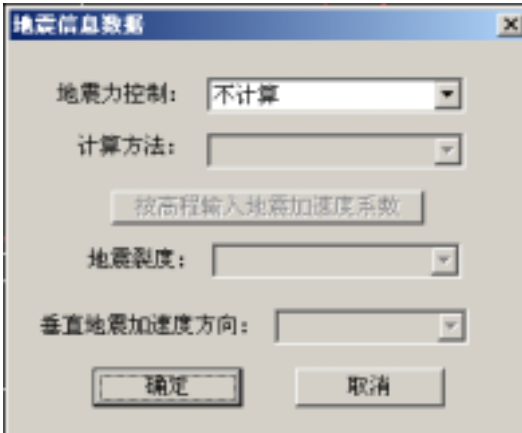 地震信息数据
地震力控制： 不计算
计算方法：
按高程输入地震加速度系数
地震裂度：
垂直地震加速度方向：
确定 取消